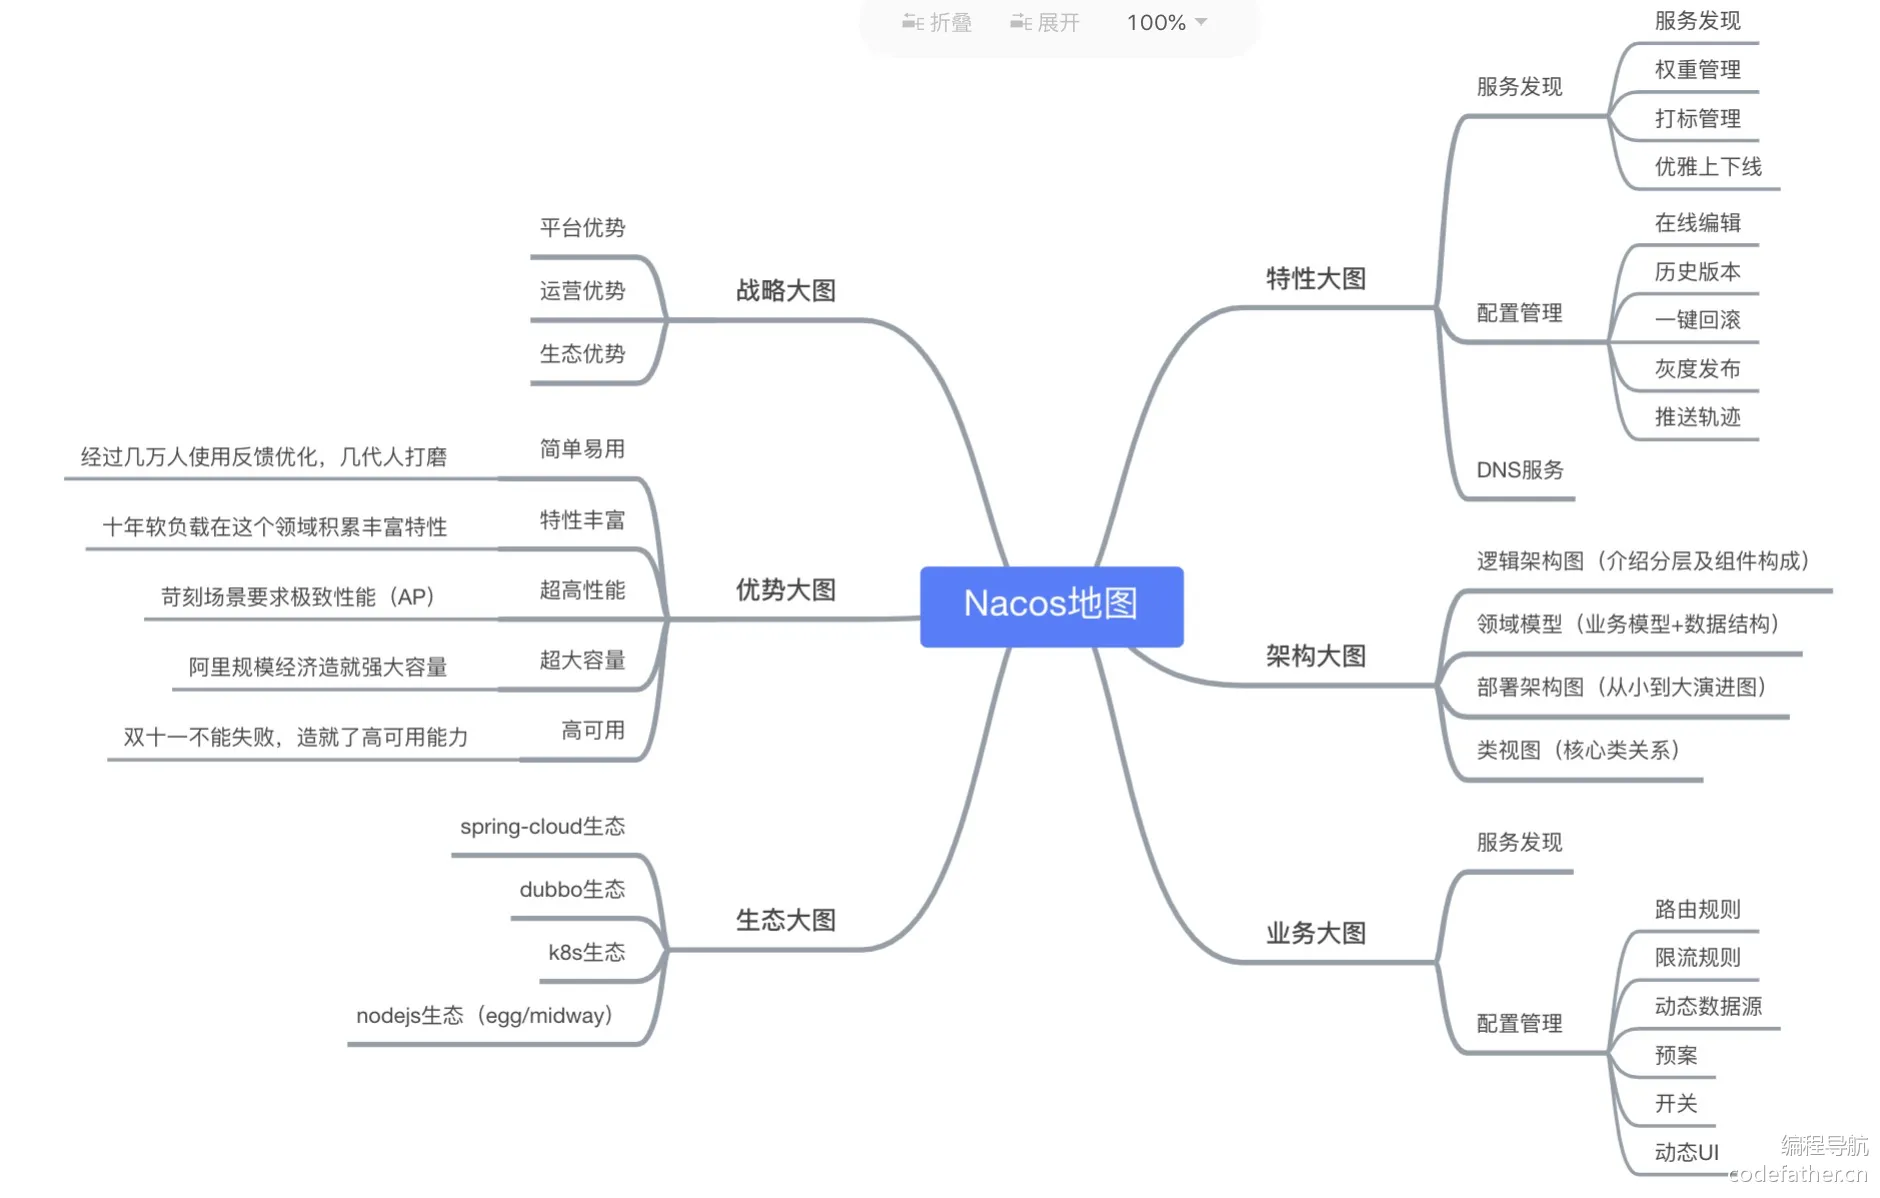 折叠 展开 100%
Nacos地图
特性大图
服务发现
服务发现
权重管理
打标管理
优雅上下线
配置管理
在线编辑
历史版本
一键回滚
灰度发布
推送轨迹
DNS服务
架构大图
逻辑架构图（介绍分层及组件构成）
领域模型（业务模型+数据结构）
部署架构图（从小到大演进图）
类视图（核心类关系）
业务大图
服务发现
配置管理
路由规则
限流规则
动态数据源
预案
开关
动态UI
战略大图
平台优势
运营优势
生态优势
优势大图
简单易用
经过几万人使用反馈优化，几代人打磨
特性丰富
十年软负载在这个领域积累丰富特性
超高性能
苛刻场景要求极致性能（AP）
超大容量
阿里规模经济造就强大容量
高可用
双十一不能失败，造就了高可用能力
生态大图
spring-cloud生态
dubbo生态
k8s生态
nodejs生态（egg/midway）
编程导航
codefather.cn